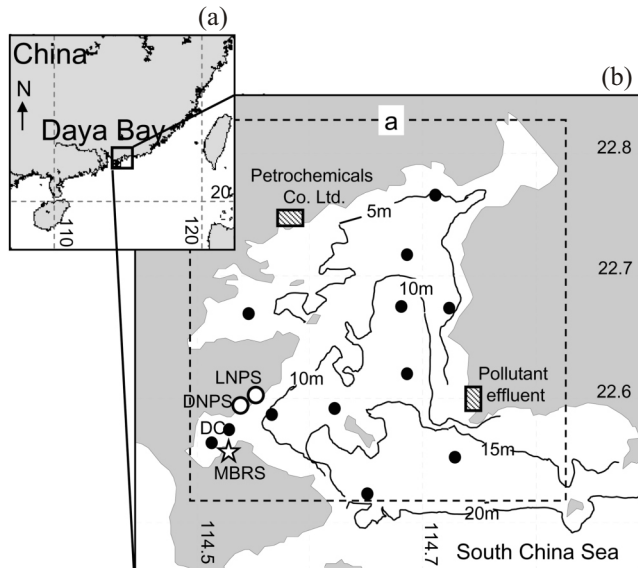 (a)
China
N
Daya Bay
20
110
120
(b)
a
22.8
Petrochemicals
Co. Ltd.
5m
22.7
10m
LNPS
10m
Pollutant
effluent
DNPS
22.6
DC
15m
MBRS
20m
114.5
114.7
South China Sea